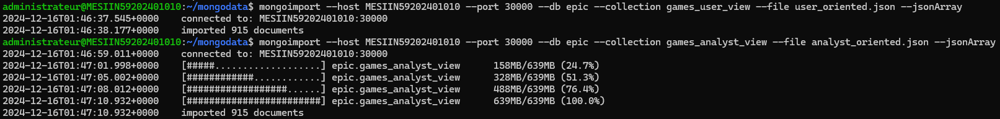 administrateur@MESIIN59202401010:~/mongodata$ mongoimport --host MESIIN59202401010 --port 30000 --db epic --collection games_user_view --file user_oriented.json --jsonArray
2024-12-16T01:46:37.545+0000    connected to: MESIIN59202401010:30000
2024-12-16T01:46:38.177+0000    imported 915 documents
administrateur@MESIIN59202401010:~/mongodata$ mongoimport --host MESIIN59202401010 --port 30000 --db epic --collection games_analyst_view --file analyst_oriented.json --jsonArray
2024-12-16T01:46:59.011+0000    connected to: MESIIN59202401010:30000
2024-12-16T01:47:01.998+0000    [#####...................] epic.games_analyst_view      158MB/639MB (24.7%)
2024-12-16T01:47:05.002+0000    [############............] epic.games_analyst_view      328MB/639MB (51.3%)
2024-12-16T01:47:08.012+0000    [##################......] epic.games_analyst_view      488MB/639MB (76.4%)
2024-12-16T01:47:10.932+0000    [########################] epic.games_analyst_view      639MB/639MB (100.0%)
2024-12-16T01:47:10.932+0000    imported 915 documents